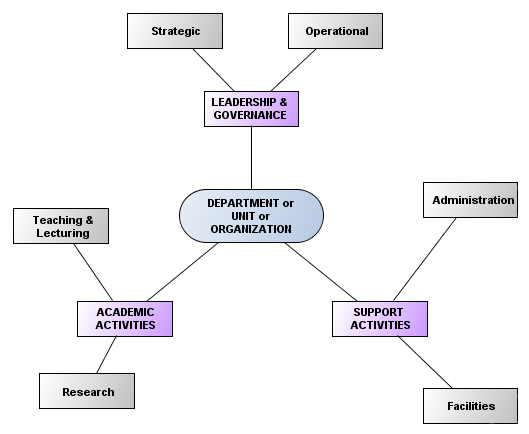 Strategic
Operational
LEADERSHIP &
GOVERNANCE
DEPARTMENT or
UNIT or
ORGANIZATION
Administration
Teaching &
Lecturing
ACADEMIC
ACTIVITIES
SUPPORT
ACTIVITIES
Research
Facilities